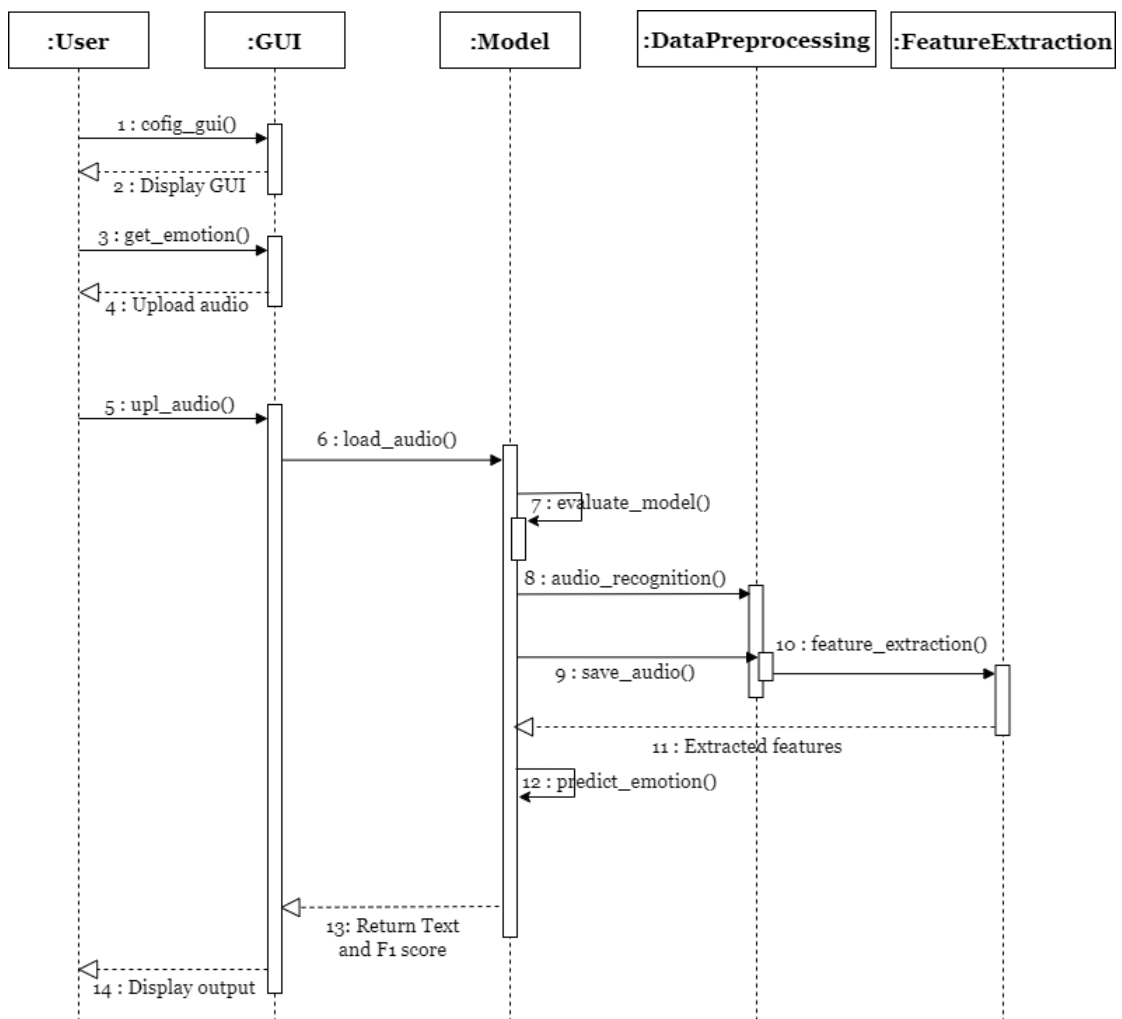 :User
:GUI
:Model
:DataPreprocessing
:FeatureExtraction
1 : cofig_gui()
2 : Display GUI
3 : get_emotion()
4 : Upload audio
5 : upl_audio()
6 : load_audio()
7 : evaluate_model()
8 : audio_recognition()
10 : feature_extraction()
9 : save_audio()
11 : Extracted features
12 : predict_emotion()
13: Return Text
and F1 score
14 : Display output